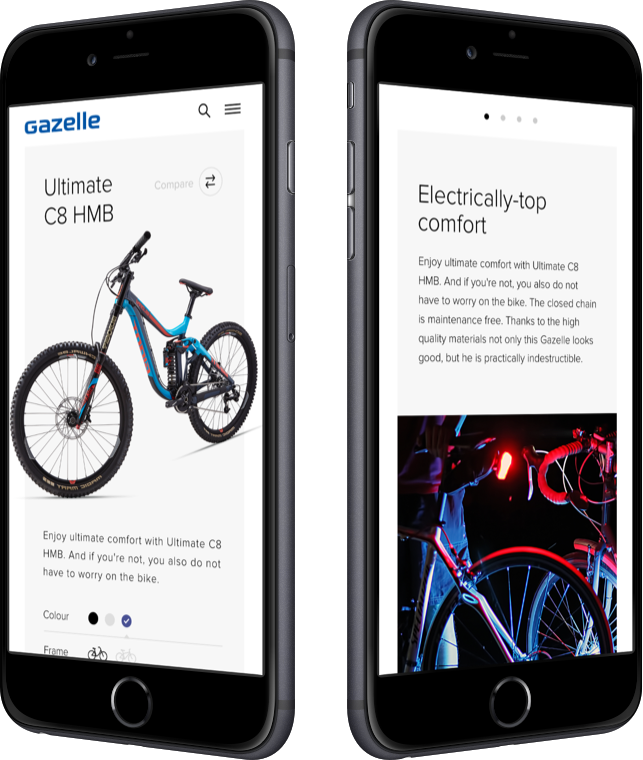 Gazelle
Ultimate
C8 HMB
Compare
Enjoy ultimate comfort with Ultimate C8
HMB. And if you're not, you also do not
have to worry on the bike.
Colour
Frame
Electrically-top
comfort
Enjoy ultimate comfort with Ultimate C8
HMB. And if you're not, you also do not
have to worry on the bike. The closed chain
is maintenance free. Thanks to the high
quality materials not only this Gazelle looks
good, but he is practically indestructible.